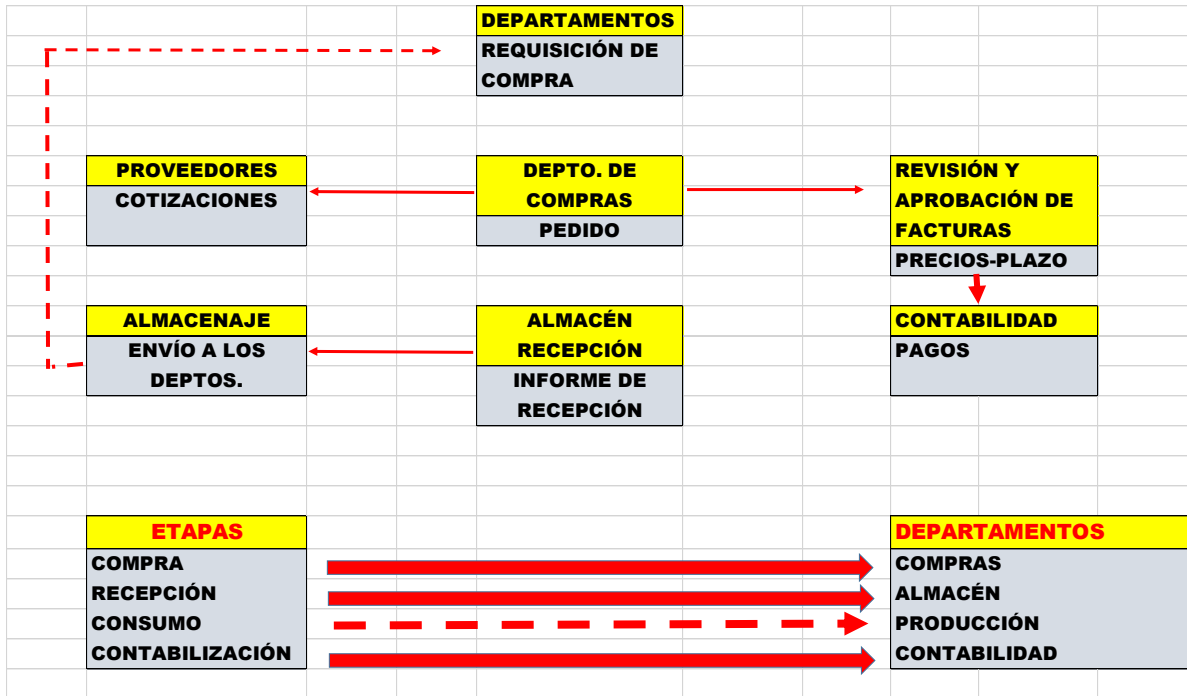 DEPARTAMENTOS
REQUISICIÓN DE
COMPRA
PROVEEDORES
COTIZACIONES
DEPTO. DE
COMPRAS
PEDIDO
REVISIÓN Y
APROBACIÓN DE
FACTURAS
PRECIOS-PLAZO
ALMACENAJE
ENVÍO A LOS
DEPTOS.
ALMACÉN
RECEPCIÓN
INFORME DE
RECEPCIÓN
CONTABILIDAD
PAGOS
ETAPAS
COMPRA
RECEPCIÓN
CONSUMO
CONTABILIZACIÓN
DEPARTAMENTOS
COMPRAS
ALMACÉN
PRODUCCIÓN
CONTABILIDAD